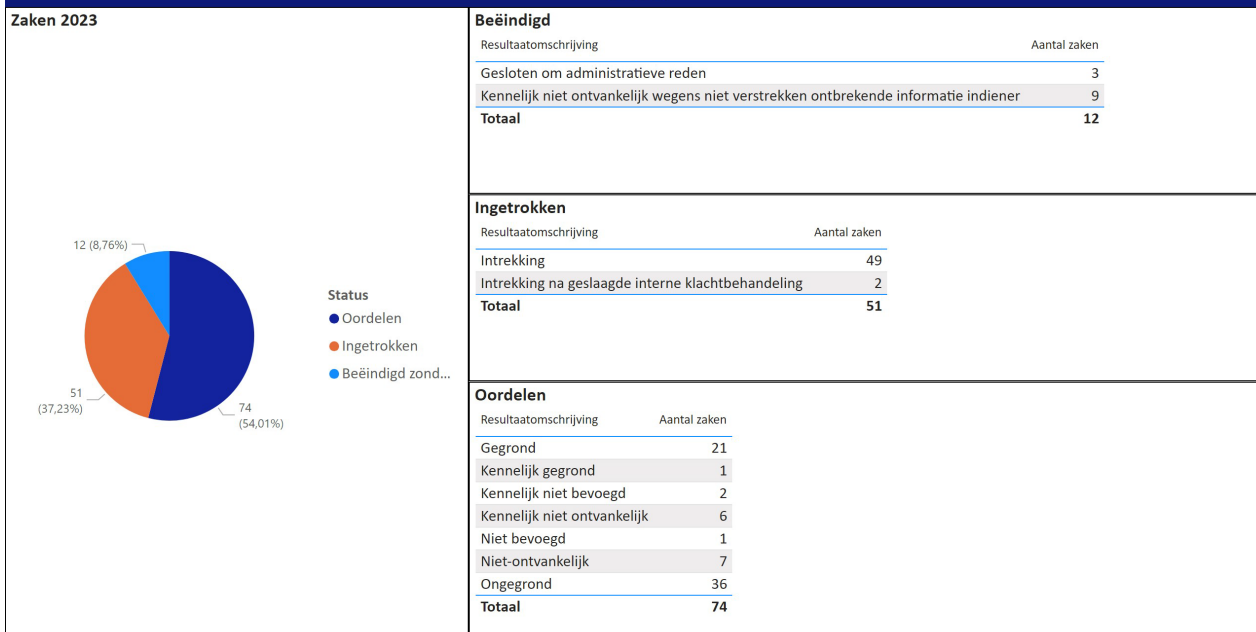 Zaken 2023
12 (8,76%)
51
(37,23%)
74
(54,01%)
Status
Oordelen
Ingetrokken
Beëindigd zond...
Beëindigd
Resultaatomschrijving Aantal zaken
Gesloten om administratieve reden 3
Kennelijk niet ontvankelijk wegens niet verstrekken ontbrekende informatie indiener 9
Totaal 12
Ingetrokken
Resultaatomschrijving Aantal zaken
Intrekking 49
Intrekking na geslaagde interne klachtbehandeling 2
Totaal 51
Oordelen
Resultaatomschrijving Aantal zaken
Gegrond 21
Kennelijk gegrond 1
Kennelijk niet bevoegd 2
Kennelijk niet ontvankelijk 6
Niet bevoegd 1
Niet-ontvankelijk 7
Ongegrond 36
Totaal 74